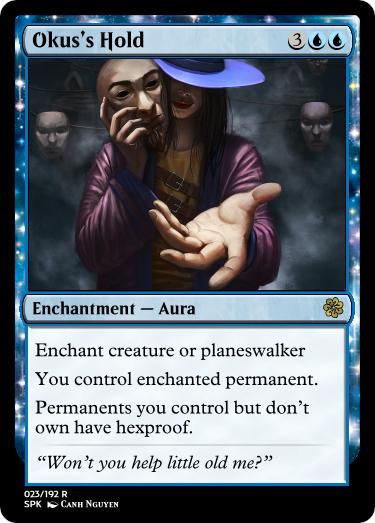 Okus's Hold 3
Enchantment — Aura
Enchant creature or planeswalker
You control enchanted permanent.
Permanents you control but don't
own have hexproof.
“Won't you help little old me?”
023/192 R
SPK Canh Nguyen